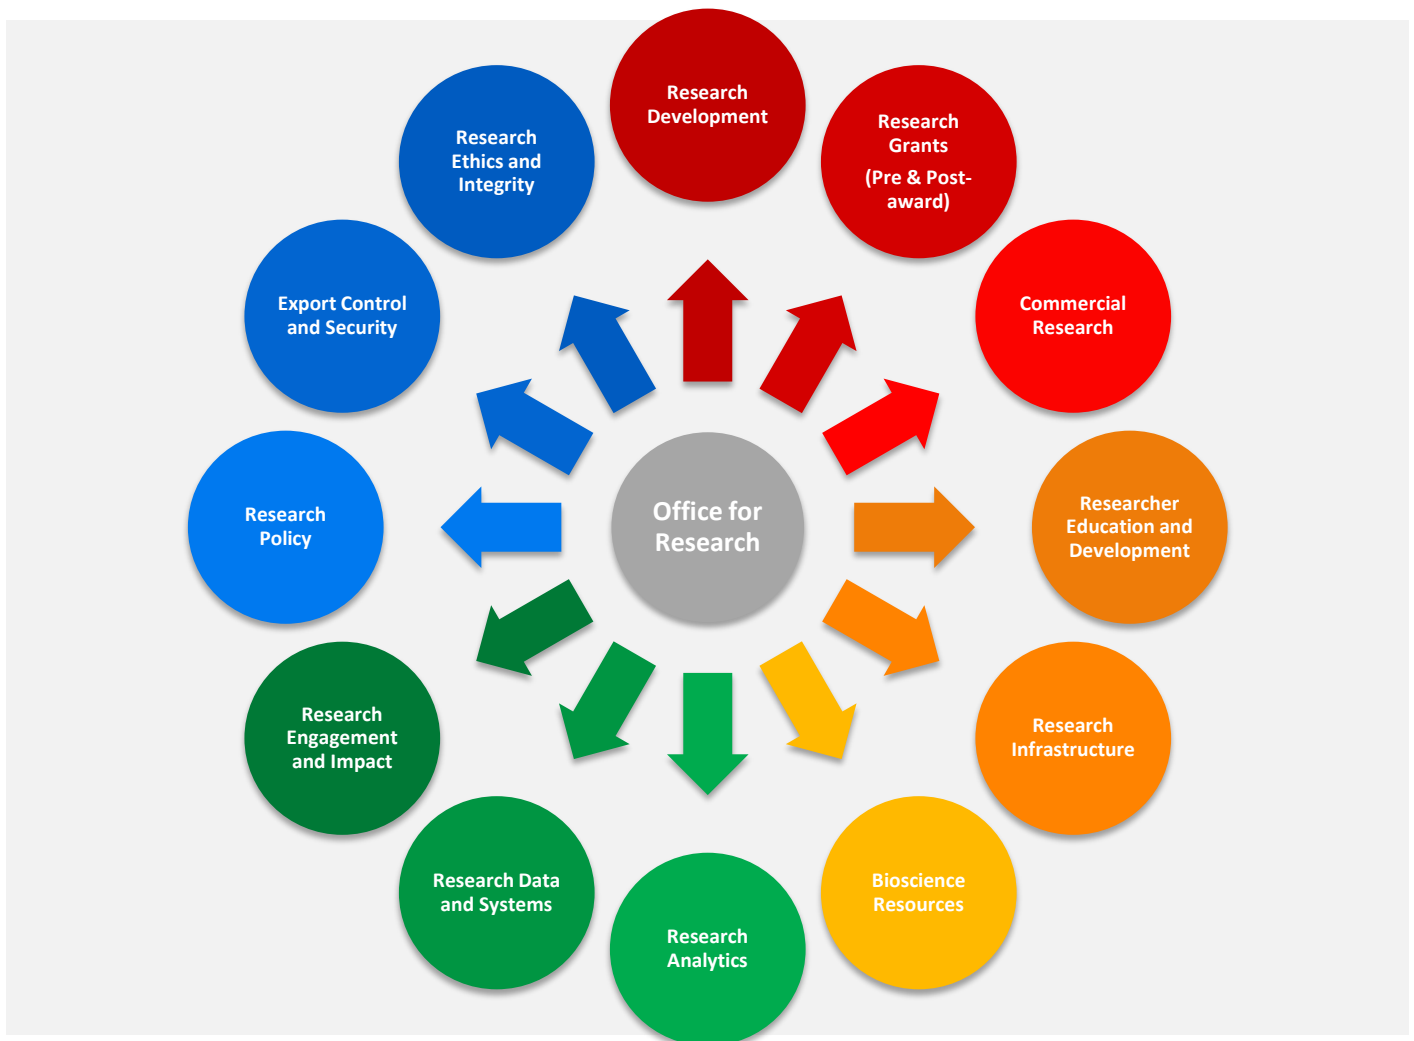 Research
Development
Research
Grants
(Pre & Post-
award)
Commercial
Research
Researcher
Education and
Development
Research
Infrastructure
Bioscience
Resources
Research
Analytics
Research Data
and Systems
Research
Engagement
and Impact
Research
Policy
Export Control
and Security
Research
Ethics and
Integrity
Office for
Research